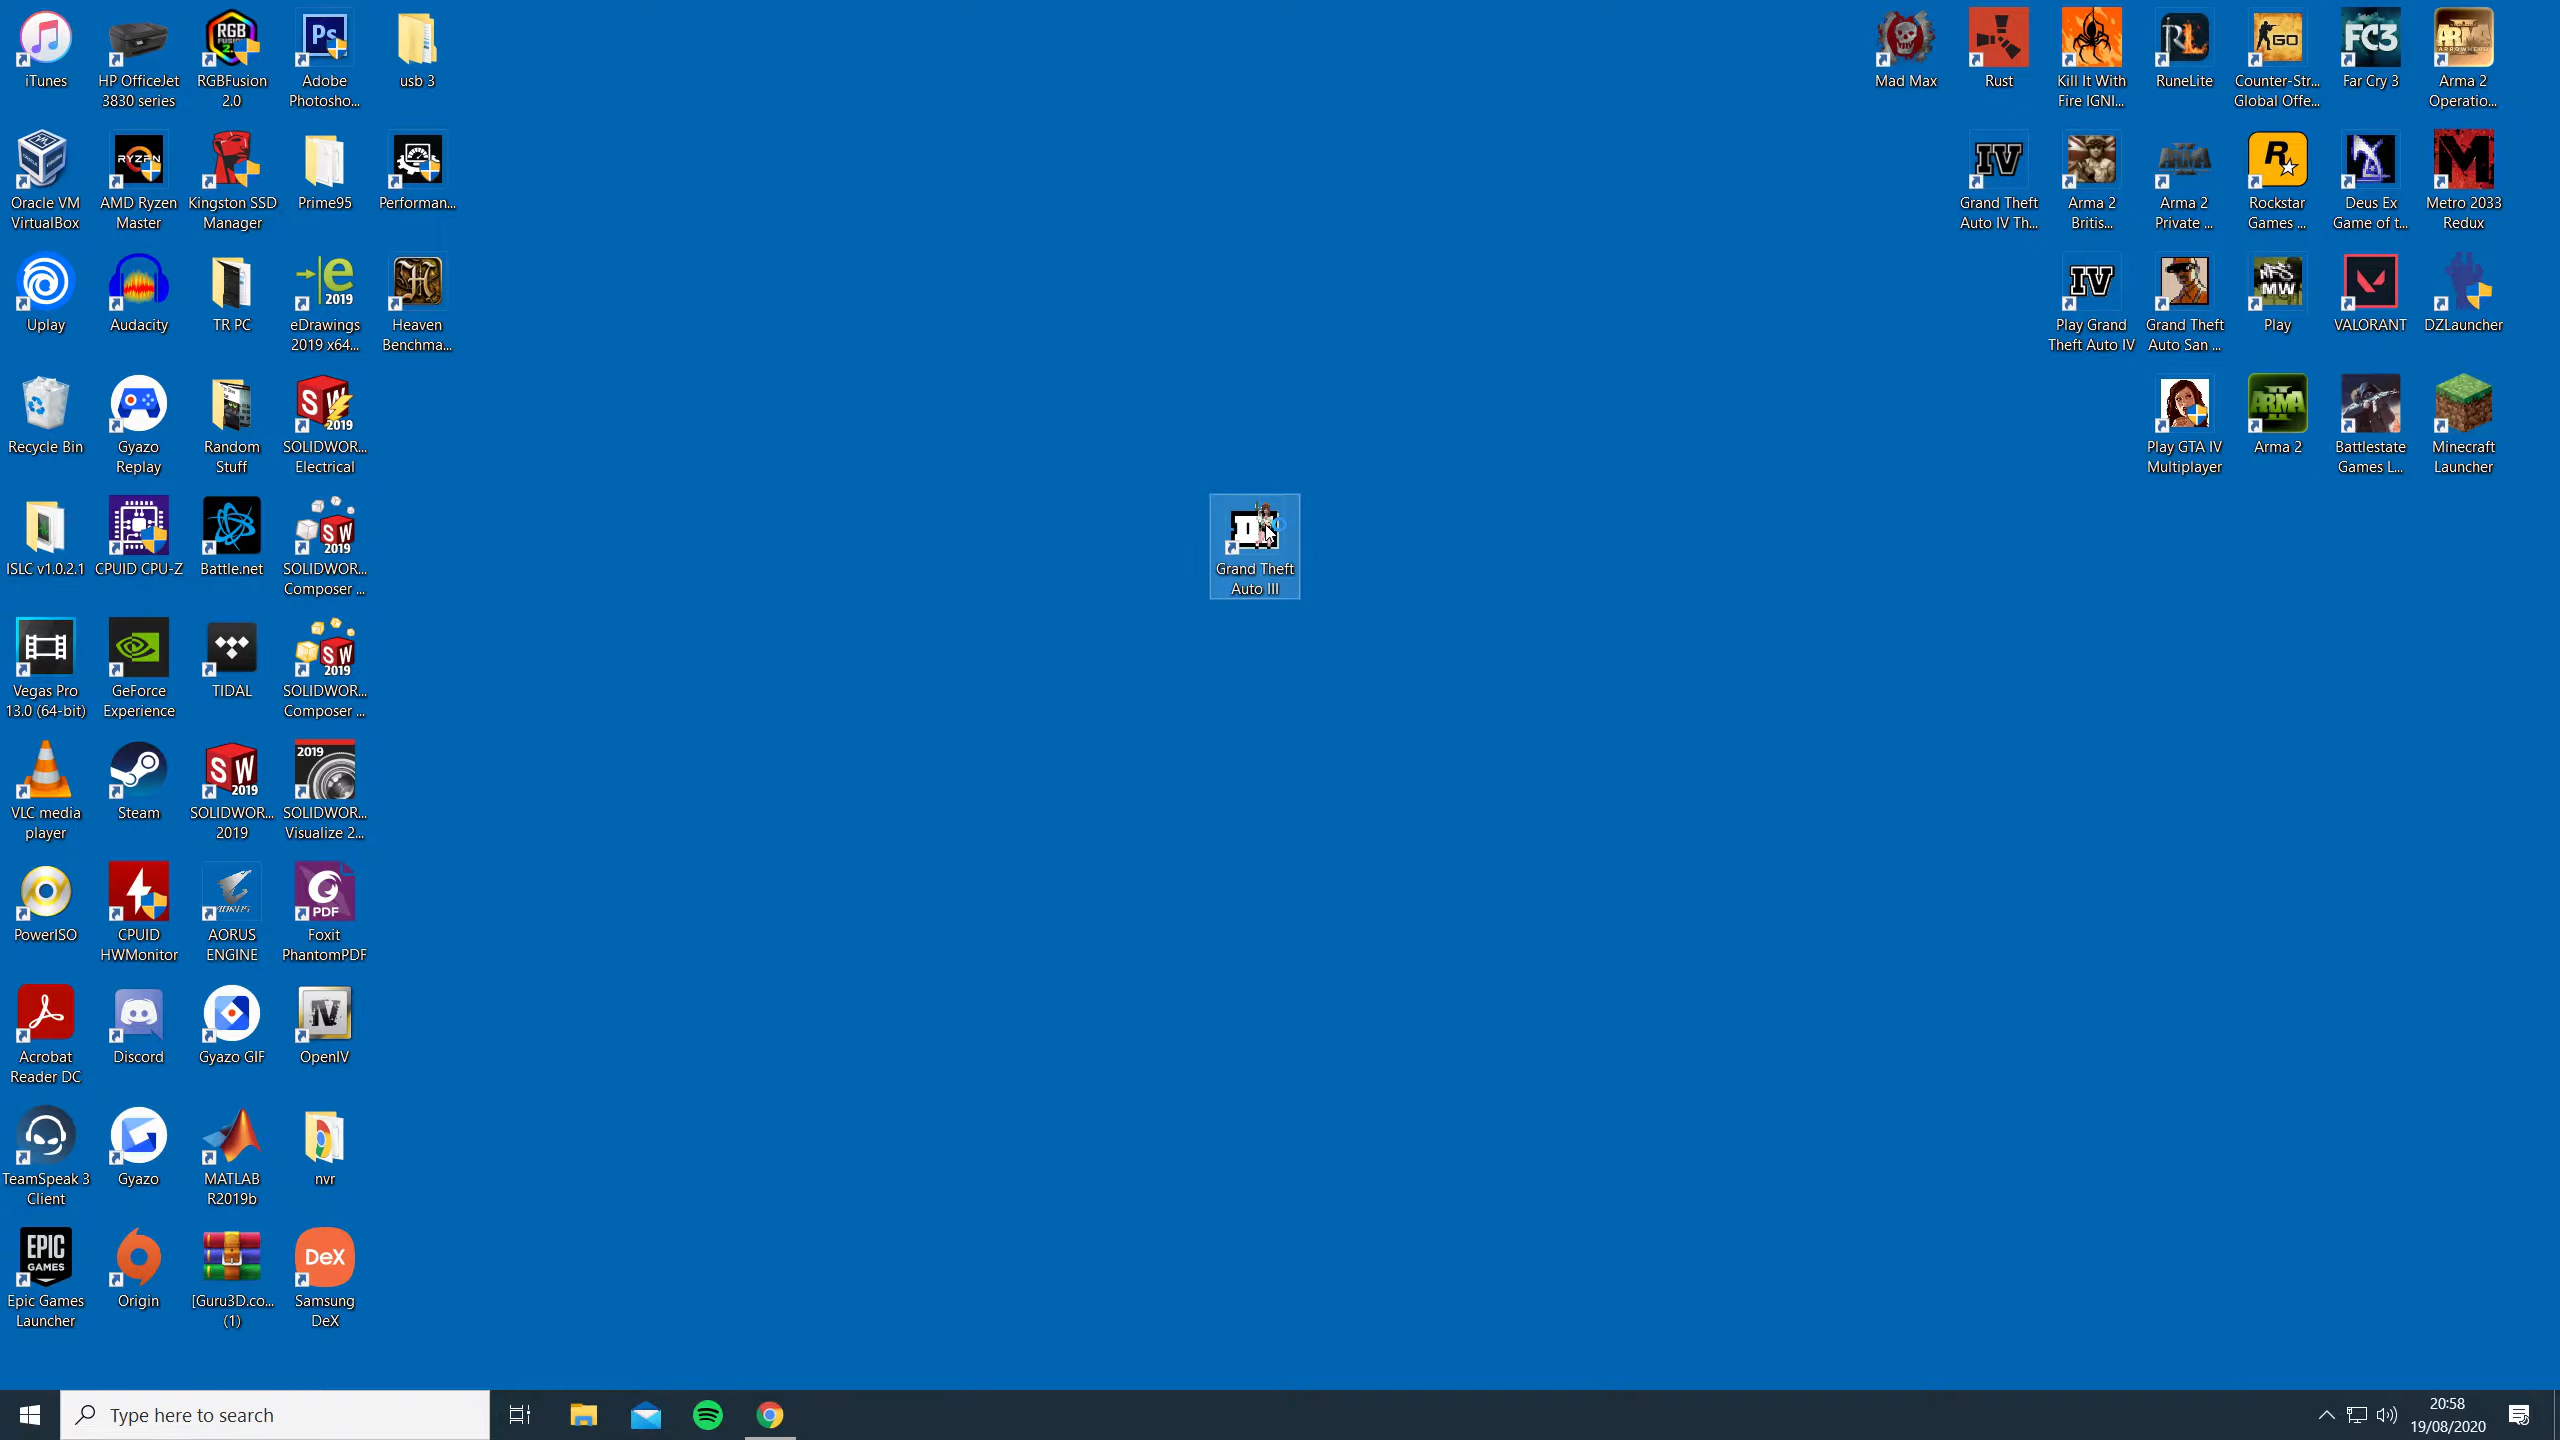 iTunes
HP OfficeJet
3830 series
RGBFusion
2.0
Adobe
Photosho...
usb 3
Mad Max
Rust
Kill It With
Fire IGNI...
RuneLite
Counter-Str...
Global Offe...
Far Cry 3
Arma 2
Operatio...
Oracle VM
VirtualBox
AMD Ryzen
Master
Kingston SSD
Manager
Prime95
Performan...
Grand Theft
Auto IV Th...
Arma 2
Britis...
Arma 2
Private ...
Rockstar
Games ...
Deus Ex
Game of t...
Metro 2033
Redux
Uplay
Audacity
TR PC
eDrawings
2019 x64...
Heaven
Benchma...
Play Grand
Theft Auto IV
Grand Theft
Auto San ...
Play
VALORANT
DZLauncher
Recycle Bin
Gyazo
Replay
Random
Stuff
SOLIDWOR...
Electrical
Play GTA IV
Multiplayer
Arma 2
Battlestate
Games L...
Minecraft
Launcher
ISLC v1.0.2.1
CPUID CPU-Z
Battle.net
SOLIDWOR...
Composer ...
Grand Theft
Auto III
Vegas Pro
13.0 (64-bit)
GeForce
Experience
TIDAL
SOLIDWOR...
Composer ...
VLC media
player
Steam
SOLIDWOR...
2019
SOLIDWOR...
Visualize 2...
PowerISO
CPUID
HWMonitor
AORUS
ENGINE
Foxit
PhantomPDF
Acrobat
Reader DC
Discord
Gyazo GIF
OpenIV
TeamSpeak 3
Client
Gyazo
MATLAB
R2019b
nvr
Epic Games
Launcher
Origin
[Guru3D.co...
(1)
Samsung
DeX
Type here to search
20:58
19/08/2020